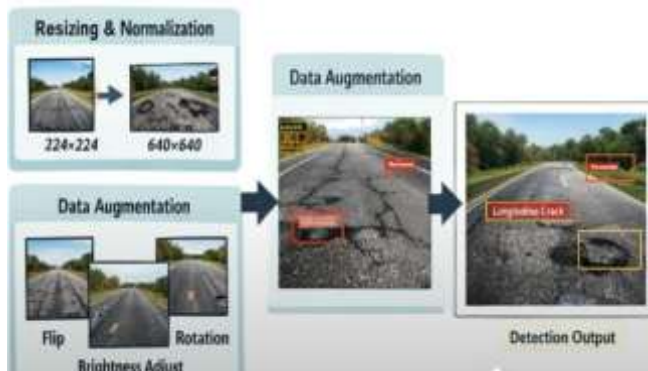 Resizing & Normalization
224×224
640×640
Data Augmentation
Flip
Rotation
Brightness Adjust
Data Augmentation
Longitudinal Crack
Detection Output